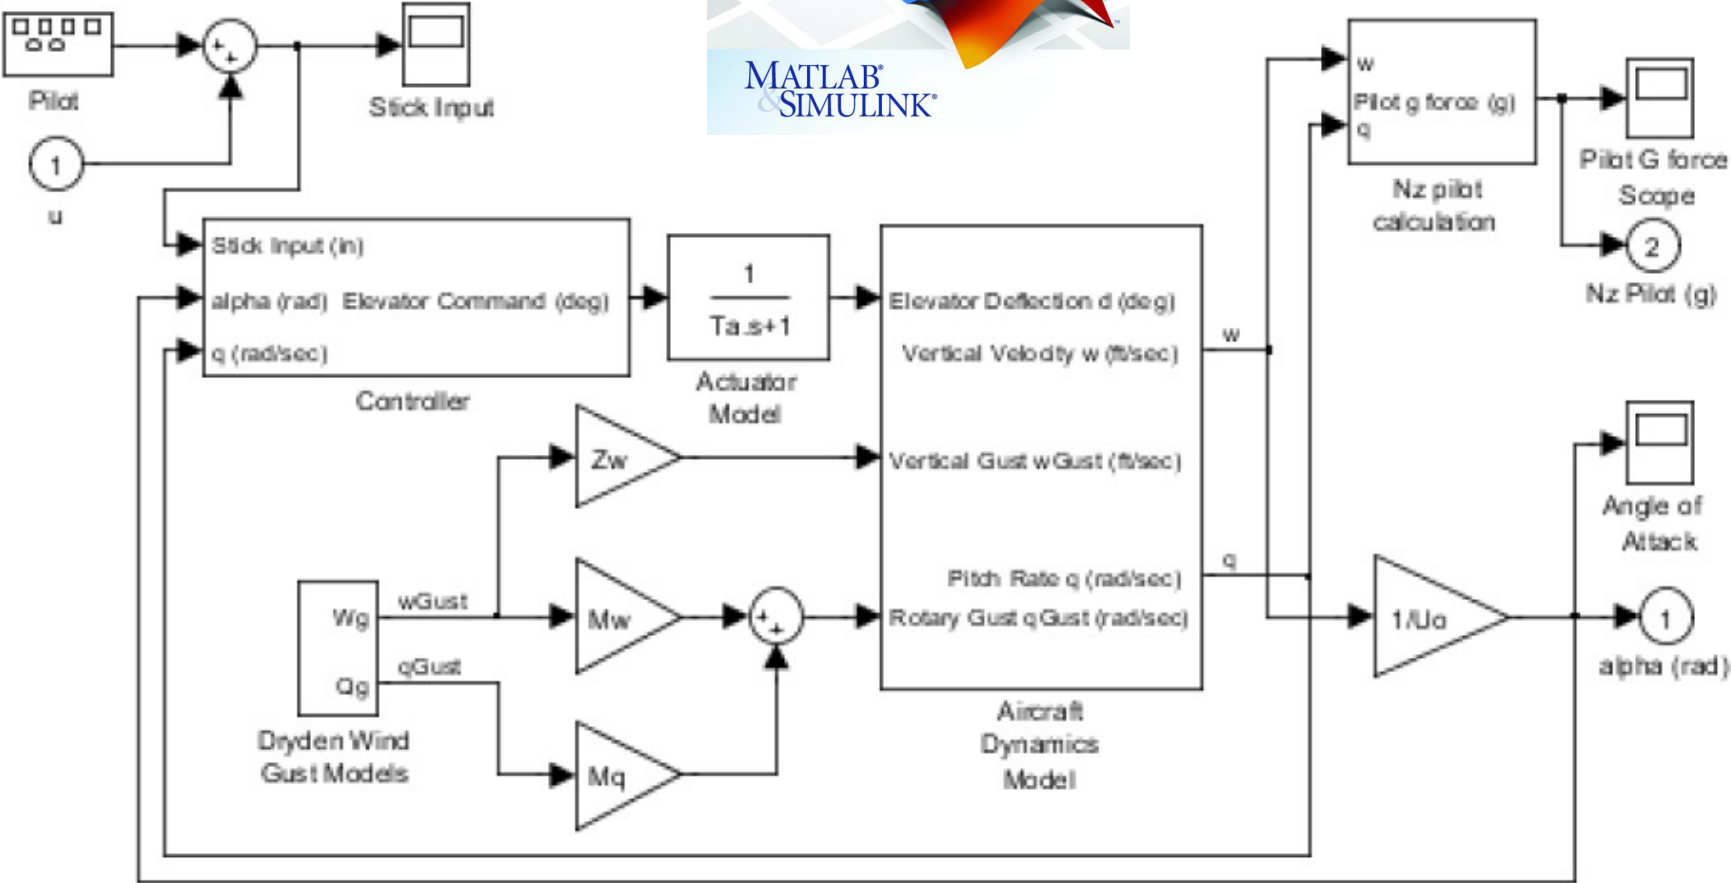 MATLAB®
&SIMULINK®
Pilot
Stick Input
1
u
w
Pilot g force (g)
q
Nz pilot
calculation
Pilot G force
Scope
2
Nz Pilot (g)
Stick Input (in)
alpha (rad) Elevator Command (deg)
q (rad/sec)
Controller
1
Ta.s+1
Actuator
Model
Elevator Deflection d (deg)
Vertical Velocity w (ft/sec)
Vertical Gust wGust (ft/sec)
Pitch Rate q (rad/sec)
Rotary Gust qGust (rad/sec)
Aircraft
Dynamics
Model
w
q
Zw
Mw
Mq
Wg
Qg
wGust
qGust
Dryden Wind
Gust Models
1/Uo
Angle of
Attack
1
alpha (rad)